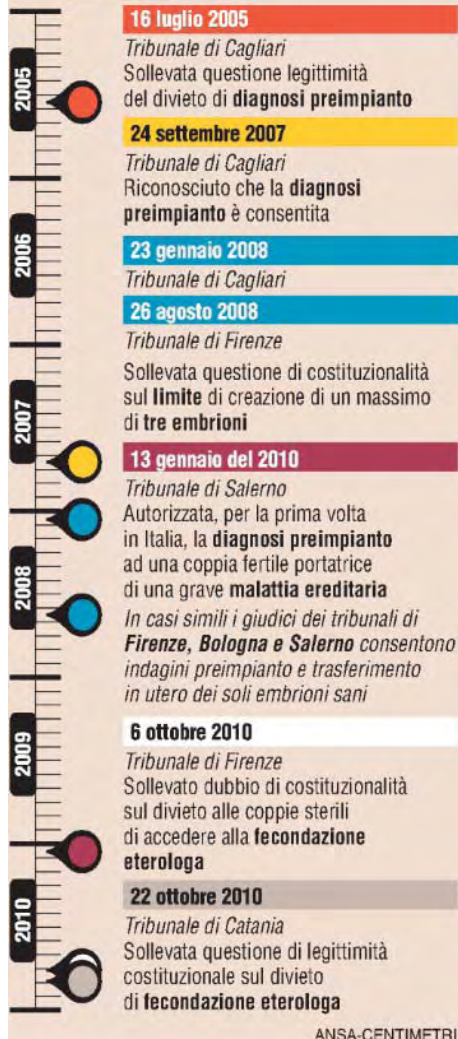 16 luglio 2005
Tribunale di Cagliari
Sollevata questione legittimità
del divieto di diagnosi preimpianto
24 settembre 2007
Tribunale di Cagliari
Riconosciuto che la diagnosi
preimpianto è consentita
23 gennaio 2008
Tribunale di Cagliari
26 agosto 2008
Tribunale di Firenze
Sollevata questione di costituzionalità
sul limite di creazione di un massimo
di tre embrioni
13 gennaio del 2010
Tribunale di Salerno
Autorizzata, per la prima volta
in Italia, la diagnosi preimpianto
ad una coppia fertile portatrice
di una grave malattia ereditaria
In casi simili i giudici dei tribunali di
Firenze, Bologna e Salerno consentono
indagini preimpianto e trasferimento
in utero dei soli embrioni sani
6 ottobre 2010
Tribunale di Firenze
Sollevato dubbio di costituzionalità
sul divieto alle coppie sterili
di accedere alla fecondazione
eterologa
22 ottobre 2010
Tribunale di Catania
Sollevata questione di legittimità
costituzionale sul divieto
di fecondazione eterologa
ANSA-CENTIMETRI
2005
2006
2007
2008
2009
2010